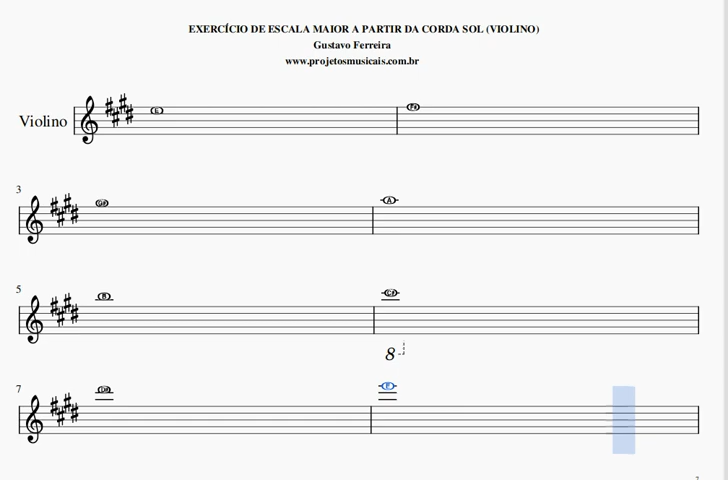 EXERCÍCIO DE ESCALA MAIOR A PARTIR DA CORDA SOL (VIOLINO)
Gustavo Ferreira
www.projetosmusicais.com.br
Violino
E F#
3
G# A
5
B C#
8
7
D# E